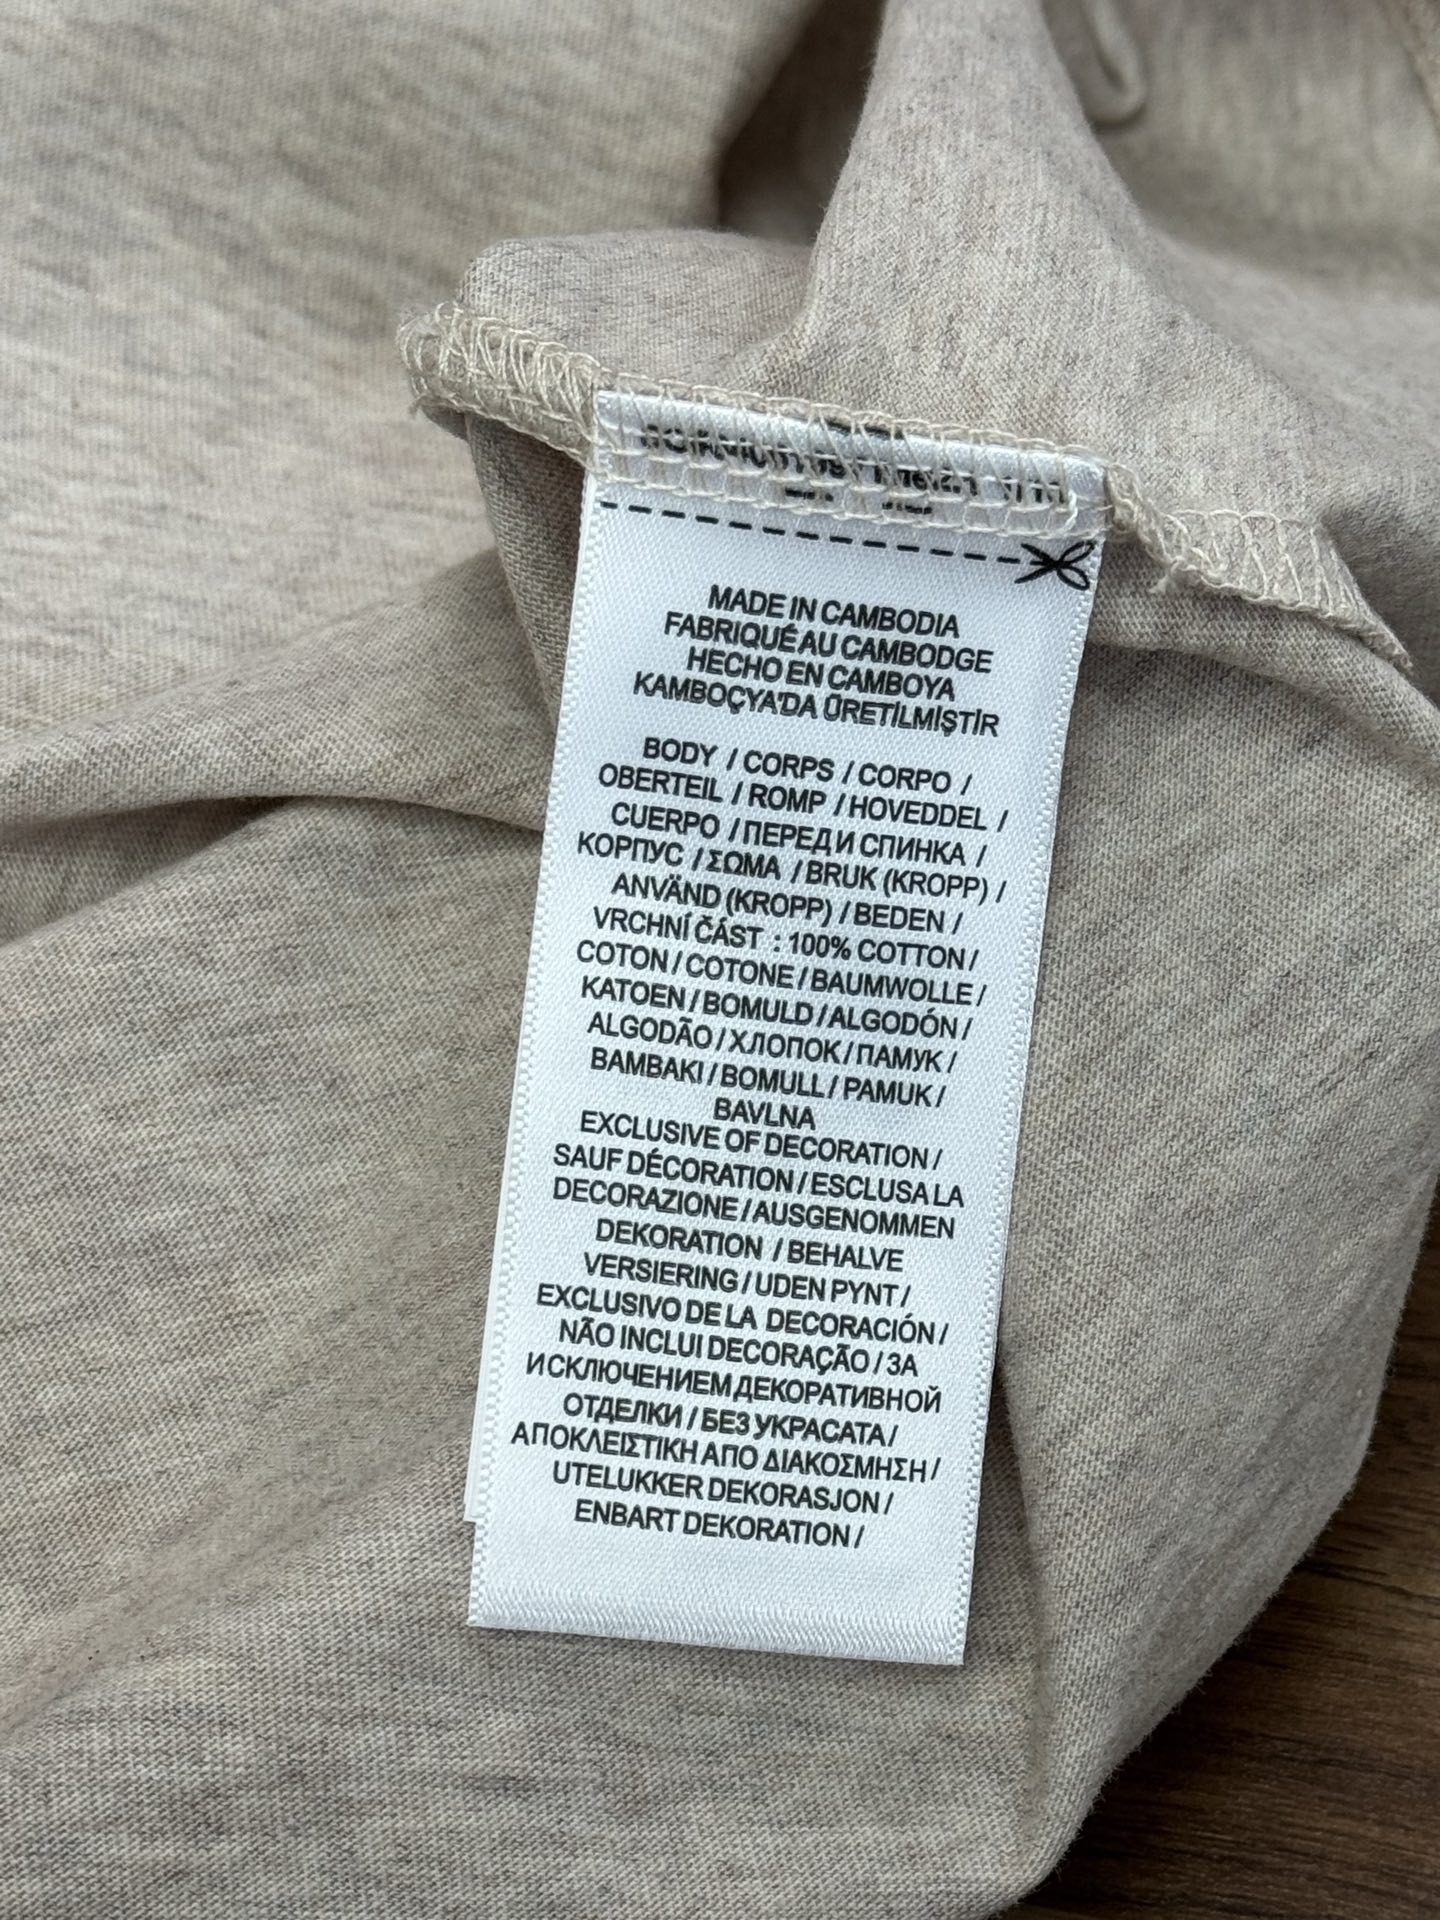 MADE IN CAMBODIA
FABRIQUÉ AU CAMBODGE
HECHO EN CAMBOYA
KAMBOÇYA'DA ÜRETİLMİŞTİR
BODY / CORPS / CORPO /
OBERTEIL / ROMP / HOVEDDEL /
CUERPO / ПЕРЕД И СПИНКА /
КОРПУС / ΣΩΜΑ / BRUK (KROPP) /
ANVÄND (KROPP) / BEDEN /
VRCHNÍ ČÁST : 100% COTTON /
COTON / COTONE / BAUMWOLLE /
KATOEN / BOMULD / ALGODÓN /
ALGODÃO / ХЛОПОК / ПАМУК /
ΒΑΜΒΑΚΙ / BOMULL / PAMUK /
BAVLNA
EXCLUSIVE OF DECORATION /
SAUF DÉCORATION / ESCLUSA LA
DECORAZIONE / AUSGENOMMEN
DEKORATION / BEHALVE
VERSIERING / UDEN PYNT /
EXCLUSIVO DE LA DECORACIÓN /
NÃO INCLUI DECORAÇÃO / ЗА
ИСКЛЮЧЕНИЕМ ДЕКОРАТИВНОЙ
ОТДЕЛКИ / БЕЗ УКРАСАТА /
ΑΠΟΚΛΕΙΣΤΙΚΗ ΑΠΟ ΔΙΑΚΟΣΜΗΣΗ /
UTELUKKER DEKORASJON /
ENBART DEKORATION /